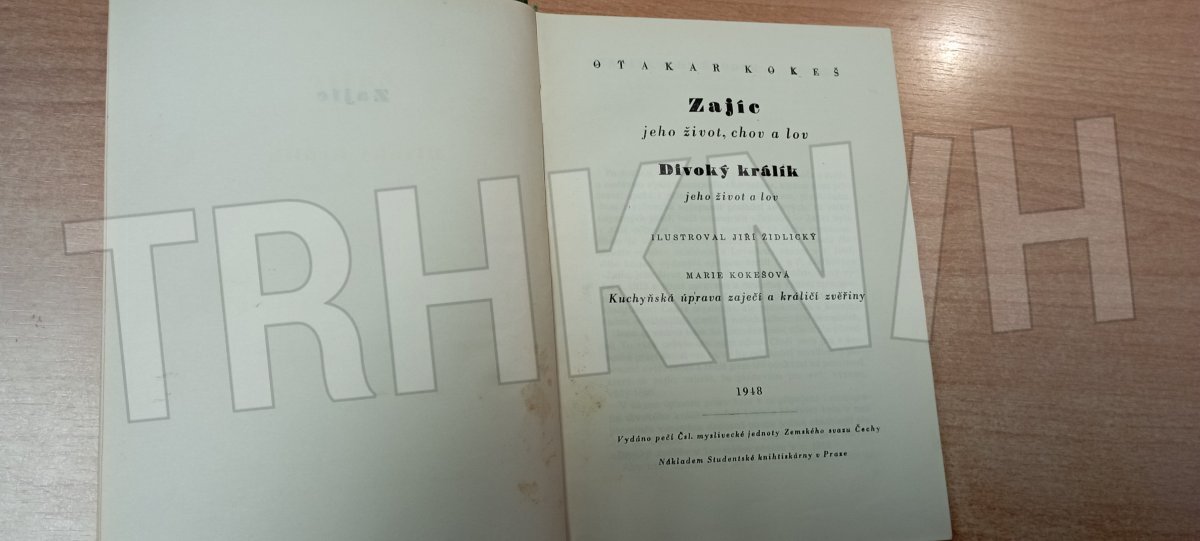 OTAKAR KOKEŠ
Zajíc
jeho život, chov a lov
Divoký králík
jeho život a lov
ILUSTROVAL JIŘÍ ŽIDLICKÝ
MARIE KOKEŠOVÁ
Kuchyňská úprava zaječí a králičí zvěřiny
1948
Vydáno péčí Čsl. myslivecké jednoty Zemského svazu Čechy
Nákladem Studentské knihtiskárny v Praze
TRHKNIH